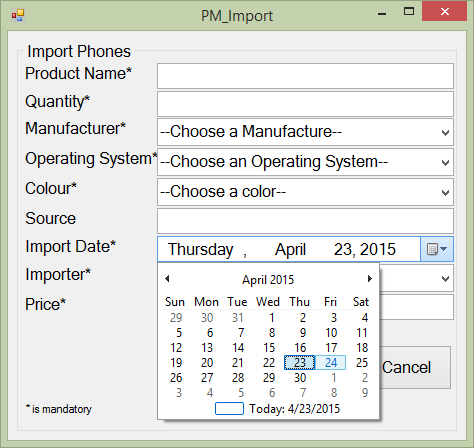 PM_Import
Import Phones
Product Name*
Quantity*
Manufacturer* --Choose a Manufacture--
Operating System* --Choose an Operating System--
Colour* --Choose a color--
Source
Import Date* Thursday , April 23, 2015
Importer*
Price*
April 2015
Sun Mon Tue Wed Thu Fri Sat
29 30 31 1 2 3 4
5 6 7 8 9 10 11
12 13 14 15 16 17 18
19 20 21 22 23 24 25
26 27 28 29 30 1 2
3 4 5 6 7 8 9
Today: 4/23/2015
Cancel
* is mandatory